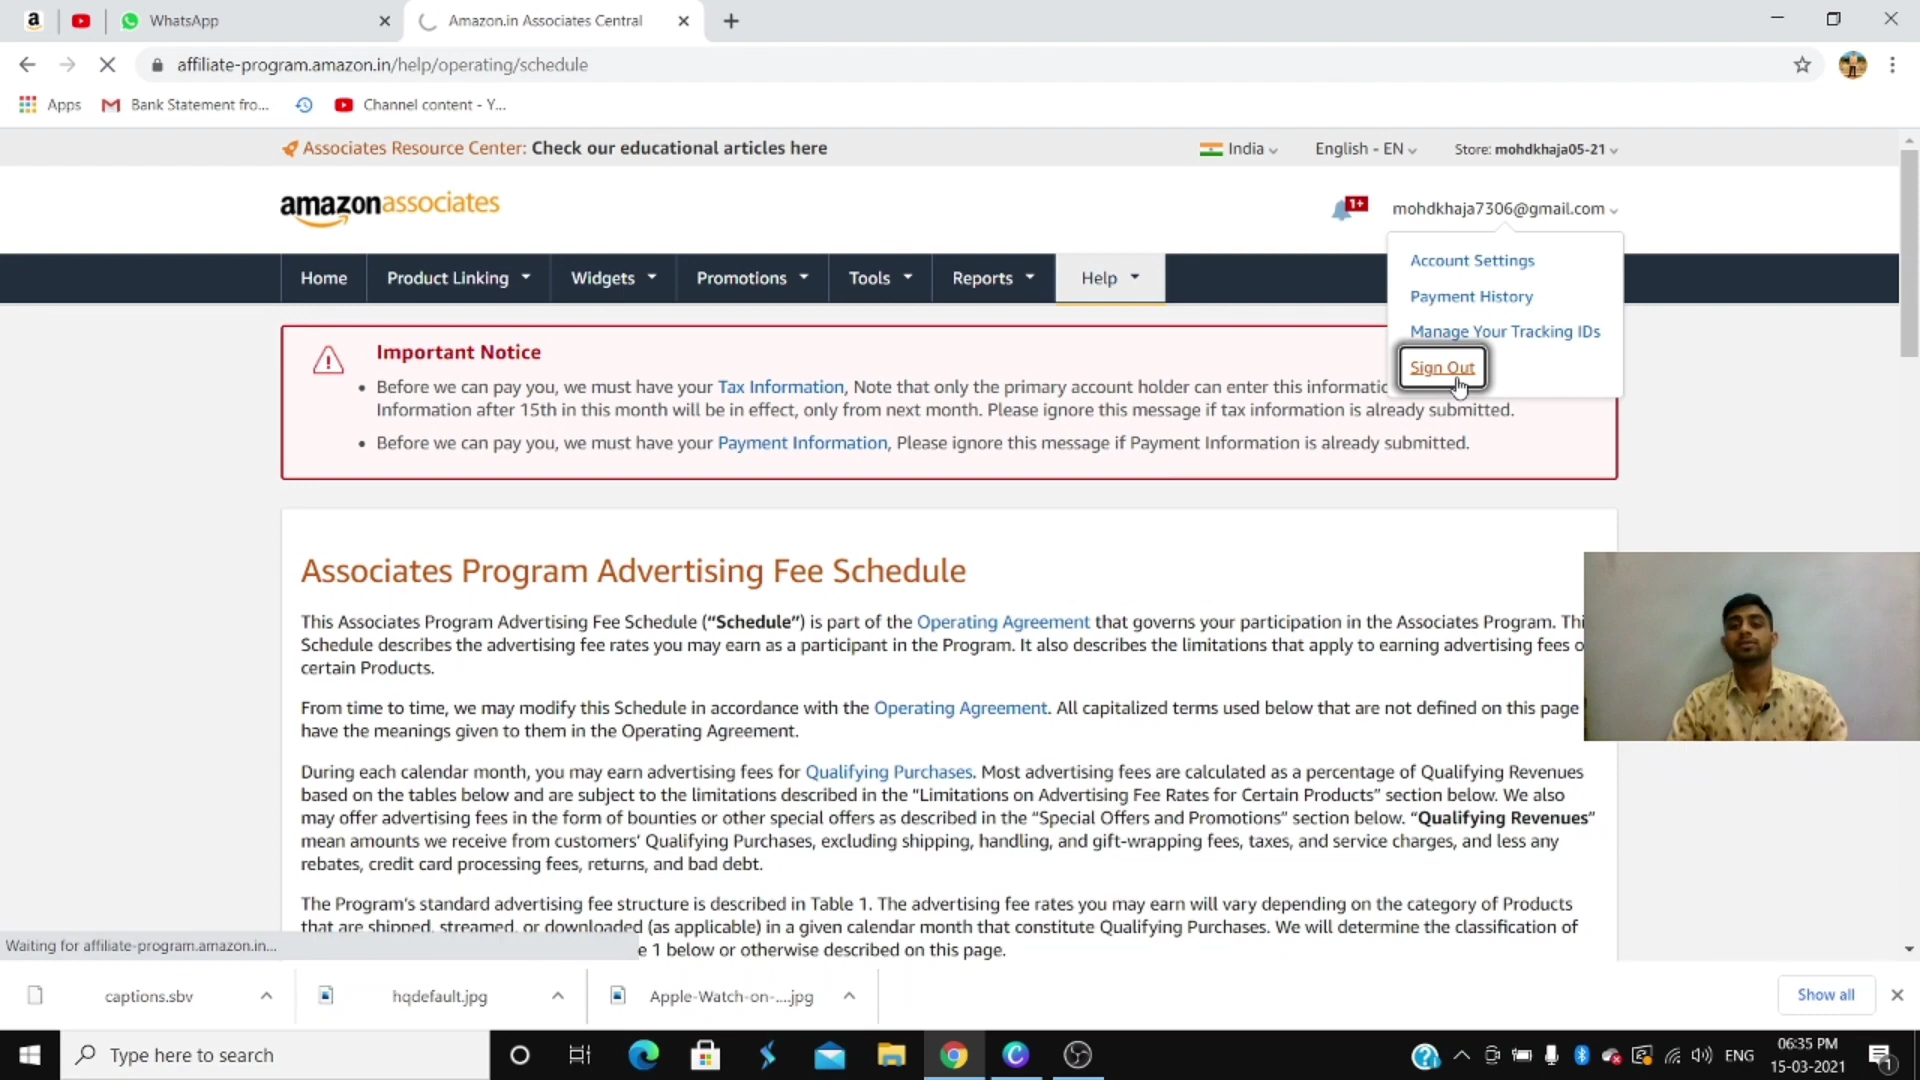 WhatsApp
Amazon.in Associates Central
affiliate-program.amazon.in/help/operating/schedule
Apps
Bank Statement fro...
Channel content - Y...
Associates Resource Center: Check our educational articles here
India
English - EN
Store: mohdkhaja05-21
amazonassociates
1+
mohdkhaja7306@gmail.com
Account Settings
Payment History
Manage Your Tracking IDs
Sign Out
Home
Product Linking
Widgets
Promotions
Tools
Reports
Help
Important Notice
• Before we can pay you, we must have your Tax Information, Note that only the primary account holder can enter this informatic
Information after 15th in this month will be in effect, only from next month. Please ignore this message if tax information is already submitted.
• Before we can pay you, we must have your Payment Information, Please ignore this message if Payment Information is already submitted.
Associates Program Advertising Fee Schedule
This Associates Program Advertising Fee Schedule (“Schedule”) is part of the Operating Agreement that governs your participation in the Associates Program. Thi
Schedule describes the advertising fee rates you may earn as a participant in the Program. It also describes the limitations that apply to earning advertising fees o
certain Products.
From time to time, we may modify this Schedule in accordance with the Operating Agreement. All capitalized terms used below that are not defined on this page
have the meanings given to them in the Operating Agreement.
During each calendar month, you may earn advertising fees for Qualifying Purchases. Most advertising fees are calculated as a percentage of Qualifying Revenues
based on the tables below and are subject to the limitations described in the “Limitations on Advertising Fee Rates for Certain Products” section below. We also
may offer advertising fees in the form of bounties or other special offers as described in the “Special Offers and Promotions” section below. “Qualifying Revenues”
mean amounts we receive from customers’ Qualifying Purchases, excluding shipping, handling, and gift-wrapping fees, taxes, and service charges, and less any
rebates, credit card processing fees, returns, and bad debt.
The Program’s standard advertising fee structure is described in Table 1. The advertising fee rates you may earn will vary depending on the category of Products
that are shipped, streamed, or downloaded (as applicable) in a given calendar month that constitute Qualifying Purchases. We will determine the classification of
Waiting for affiliate-program.amazon.in...
e 1 below or otherwise described on this page.
captions.sbv
hqdefault.jpg
Apple-Watch-on-....jpg
Show all
Type here to search
ENG
06:35 PM
15-03-2021
1